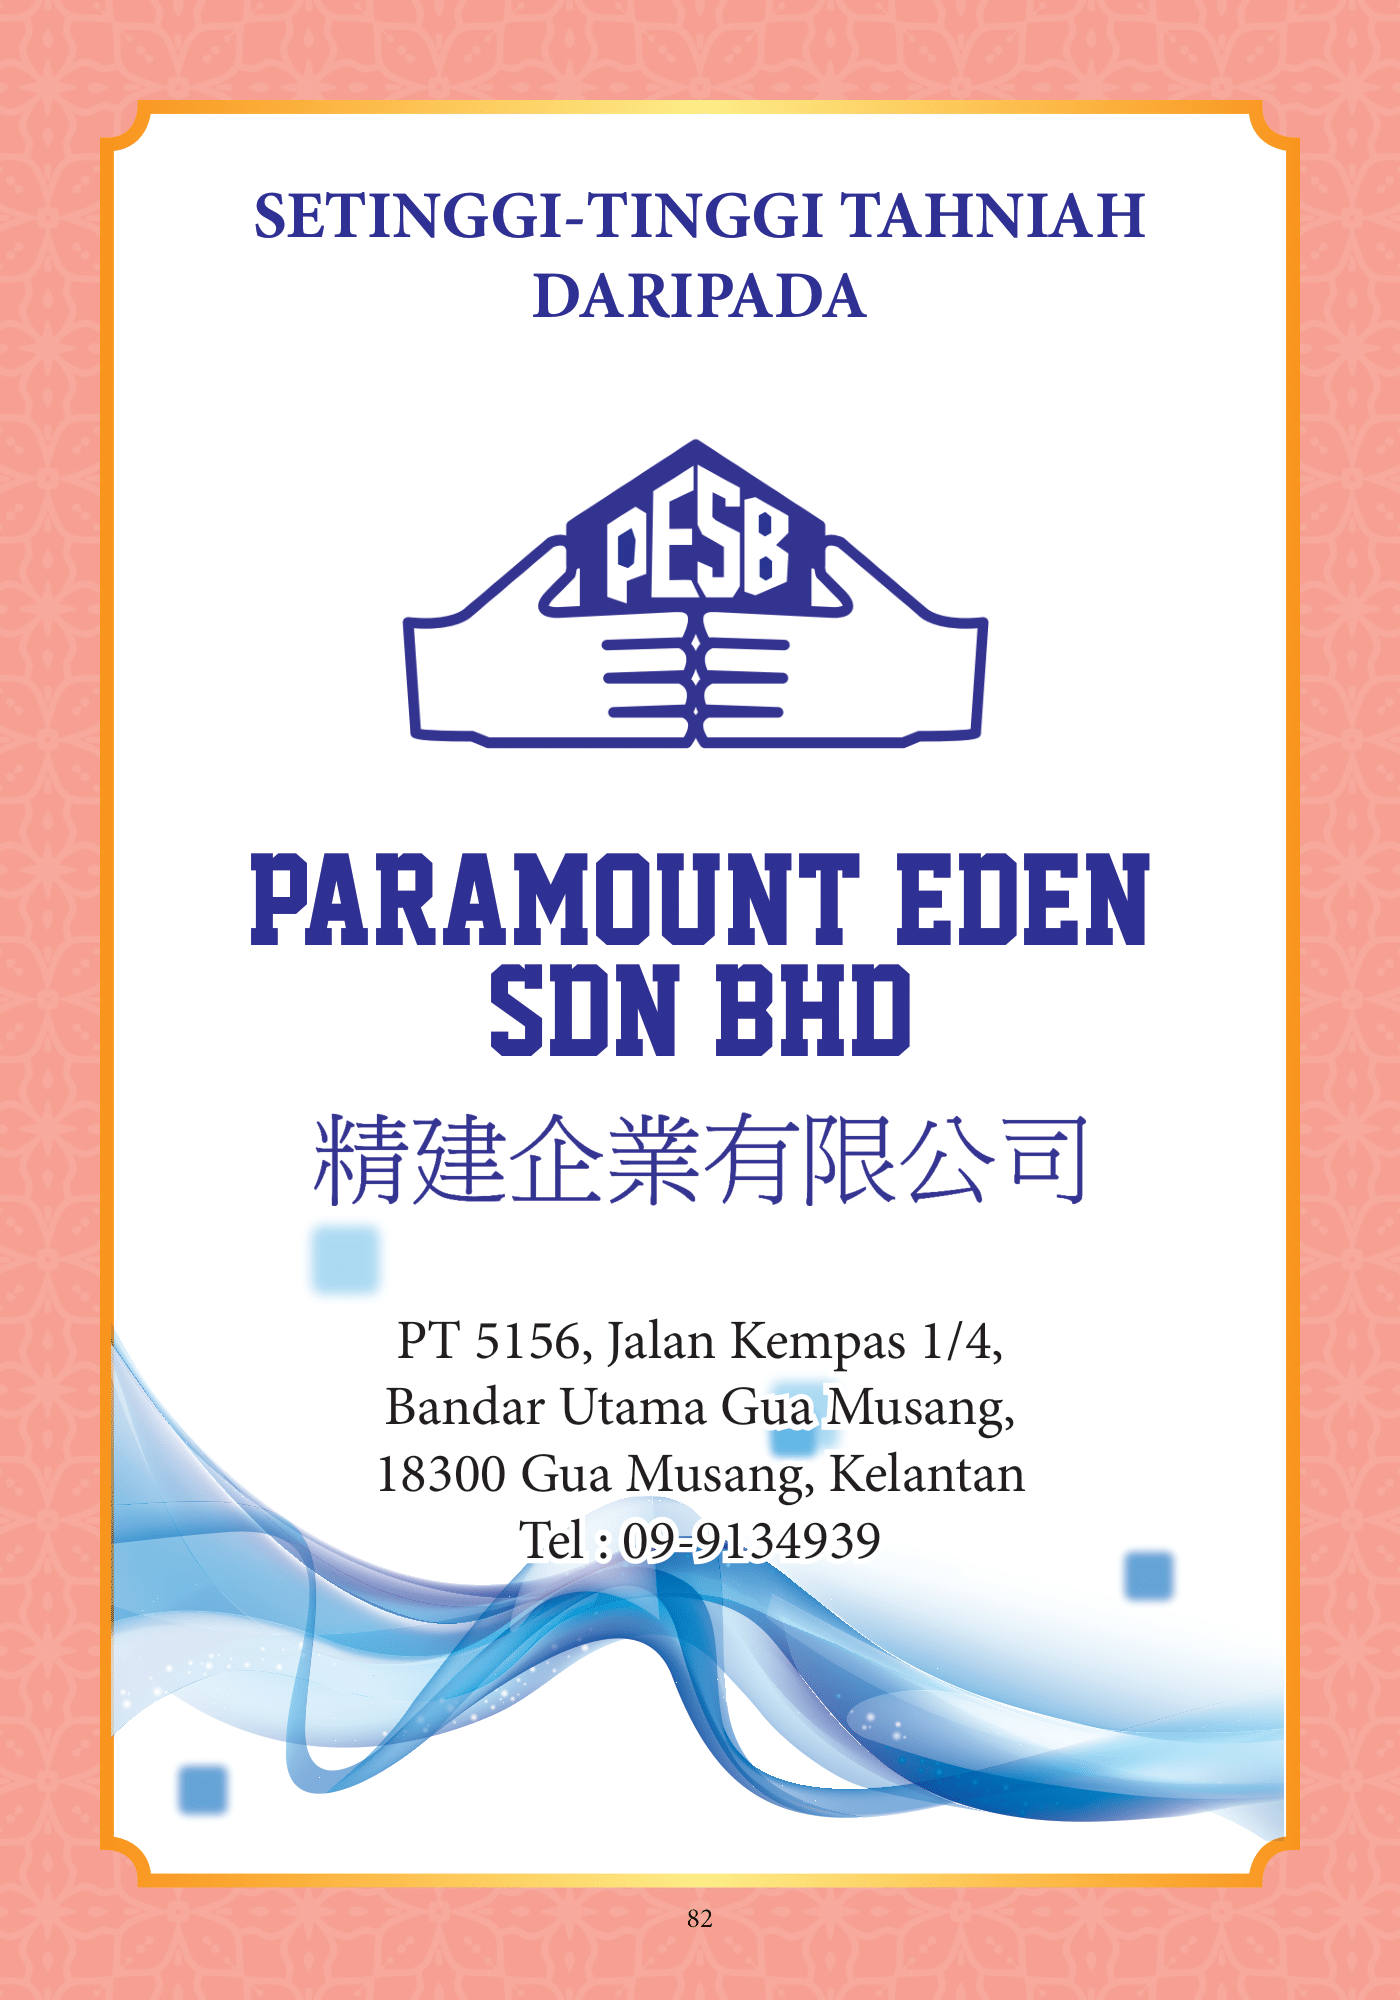 SETINGGI-TINGGI TAHNIAH
DARIPADA
PESB
PARAMOUNT EDEN
SDN BHD
精建企業有限公司
PT 5156, Jalan Kempas 1/4,
Bandar Utama Gua Musang,
18300 Gua Musang, Kelantan
Tel : 09-9134939
82